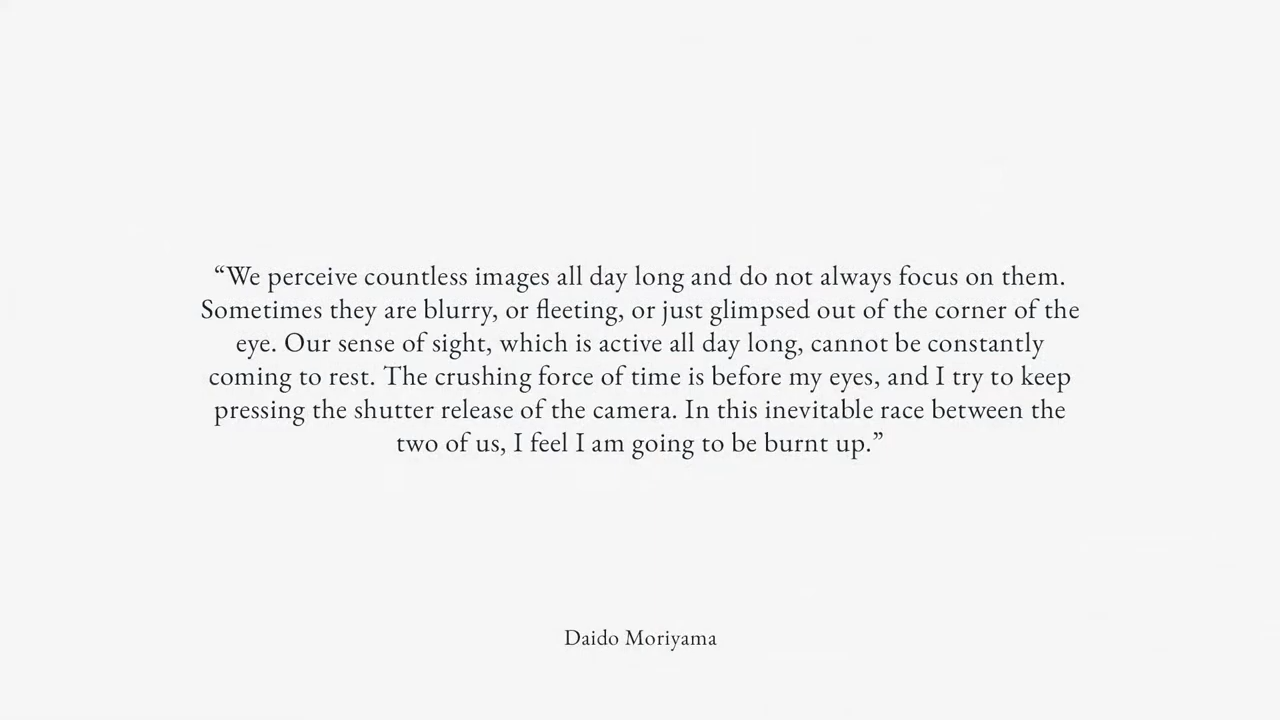 “We perceive countless images all day long and do not always focus on them.
Sometimes they are blurry, or fleeting, or just glimpsed out of the corner of the
eye. Our sense of sight, which is active all day long, cannot be constantly
coming to rest. The crushing force of time is before my eyes, and I try to keep
pressing the shutter release of the camera. In this inevitable race between the
two of us, I feel I am going to be burnt up.”
Daido Moriyama